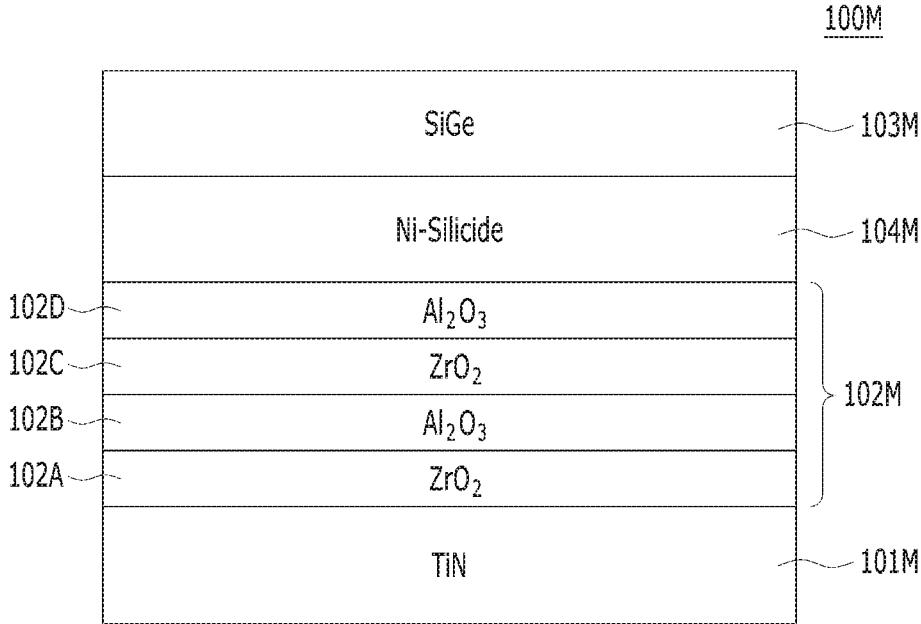 100M
SiGe
103M
Ni-Silicide
104M
102D
Al2O3
102C
ZrO2
102M
102B
Al2O3
102A
ZrO2
TiN
101M